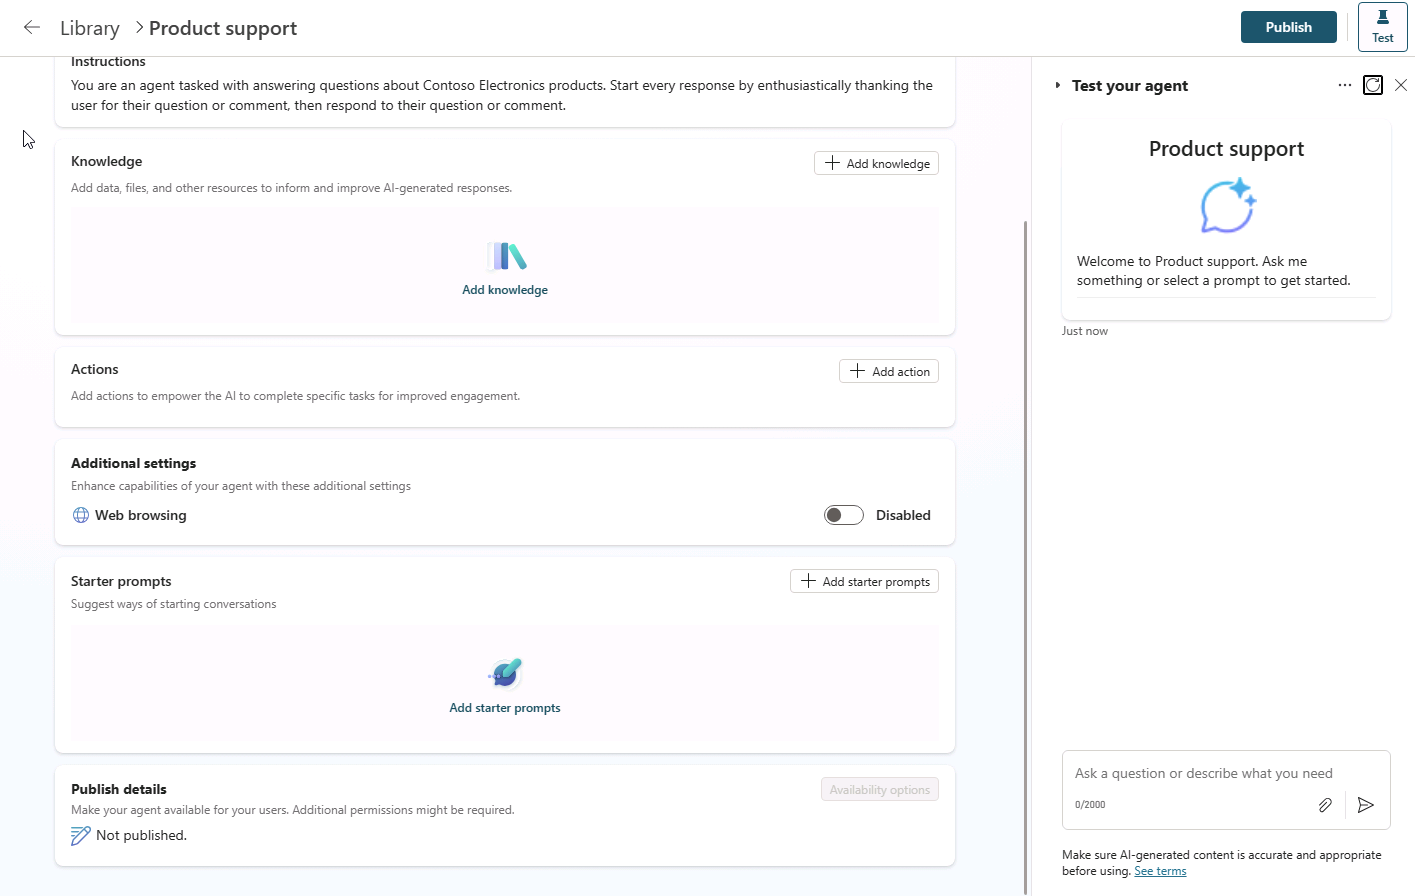 Library
Product support
Publish
Test
Instructions
You are an agent tasked with answering questions about Contoso Electronics products. Start every response by enthusiastically thanking the
user for their question or comment, then respond to their question or comment.
Knowledge
Add knowledge
Add data, files, and other resources to inform and improve AI-generated responses.
Add knowledge
Actions
Add action
Add actions to empower the AI to complete specific tasks for improved engagement.
Additional settings
Enhance capabilities of your agent with these additional settings
Web browsing
Disabled
Starter prompts
Add starter prompts
Suggest ways of starting conversations
Add starter prompts
Publish details
Availability options
Make your agent available for your users. Additional permissions might be required.
Not published.
Test your agent
Product support
Welcome to Product support. Ask me
something or select a prompt to get started.
Just now
Ask a question or describe what you need
0/2000
Make sure AI-generated content is accurate and appropriate
before using. See terms